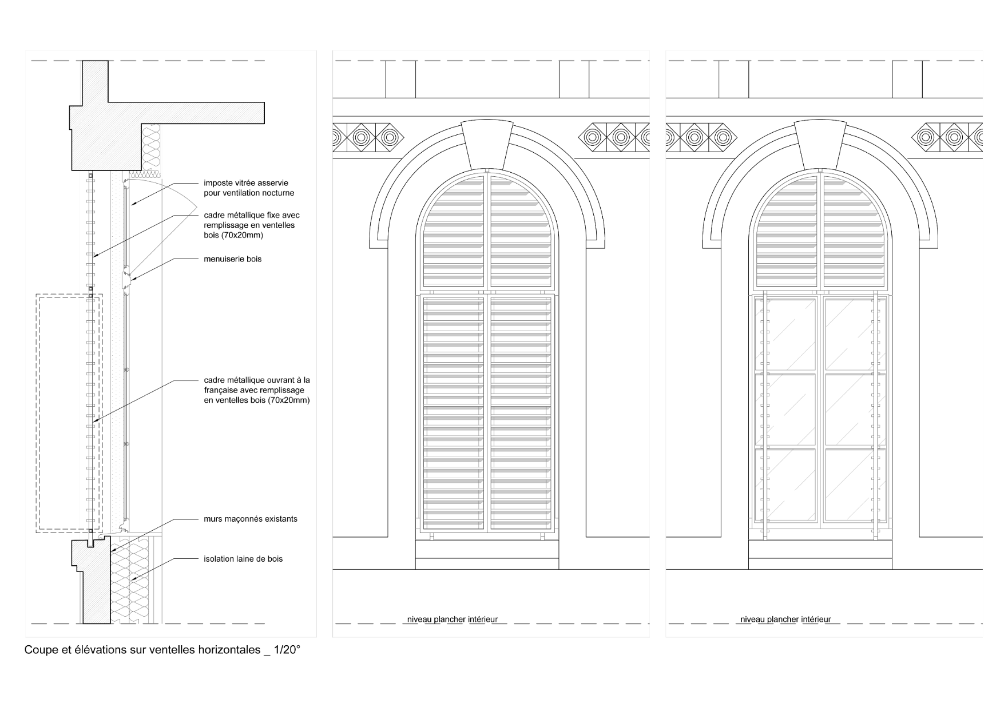 imposte vitrée asservie
pour ventilation nocturne
cadre métallique fixe avec
remplissage en ventelles
bois (70x20mm)
menuiserie bois
cadre métallique ouvrant à la
française avec remplissage
en ventelles bois (70x20mm)
murs maçonnés existants
isolation laine de bois
niveau plancher intérieur
niveau plancher intérieur
Coupe et élévations sur ventelles horizontales _ 1/20°